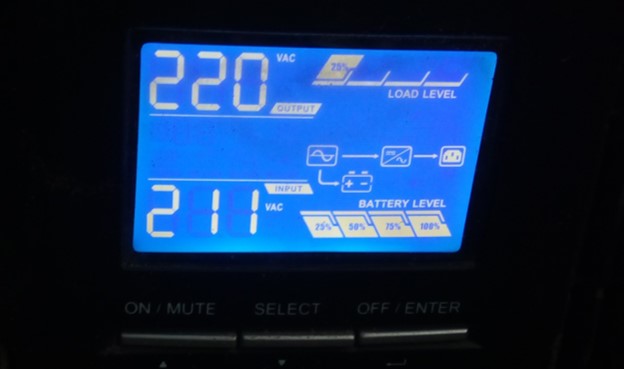 220 VAC
25%
LOAD LEVEL
OUTPUT
INPUT
211 VAC
BATTERY LEVEL
25% 50% 75% 100%
ON / MUTE SELECT OFF / ENTER